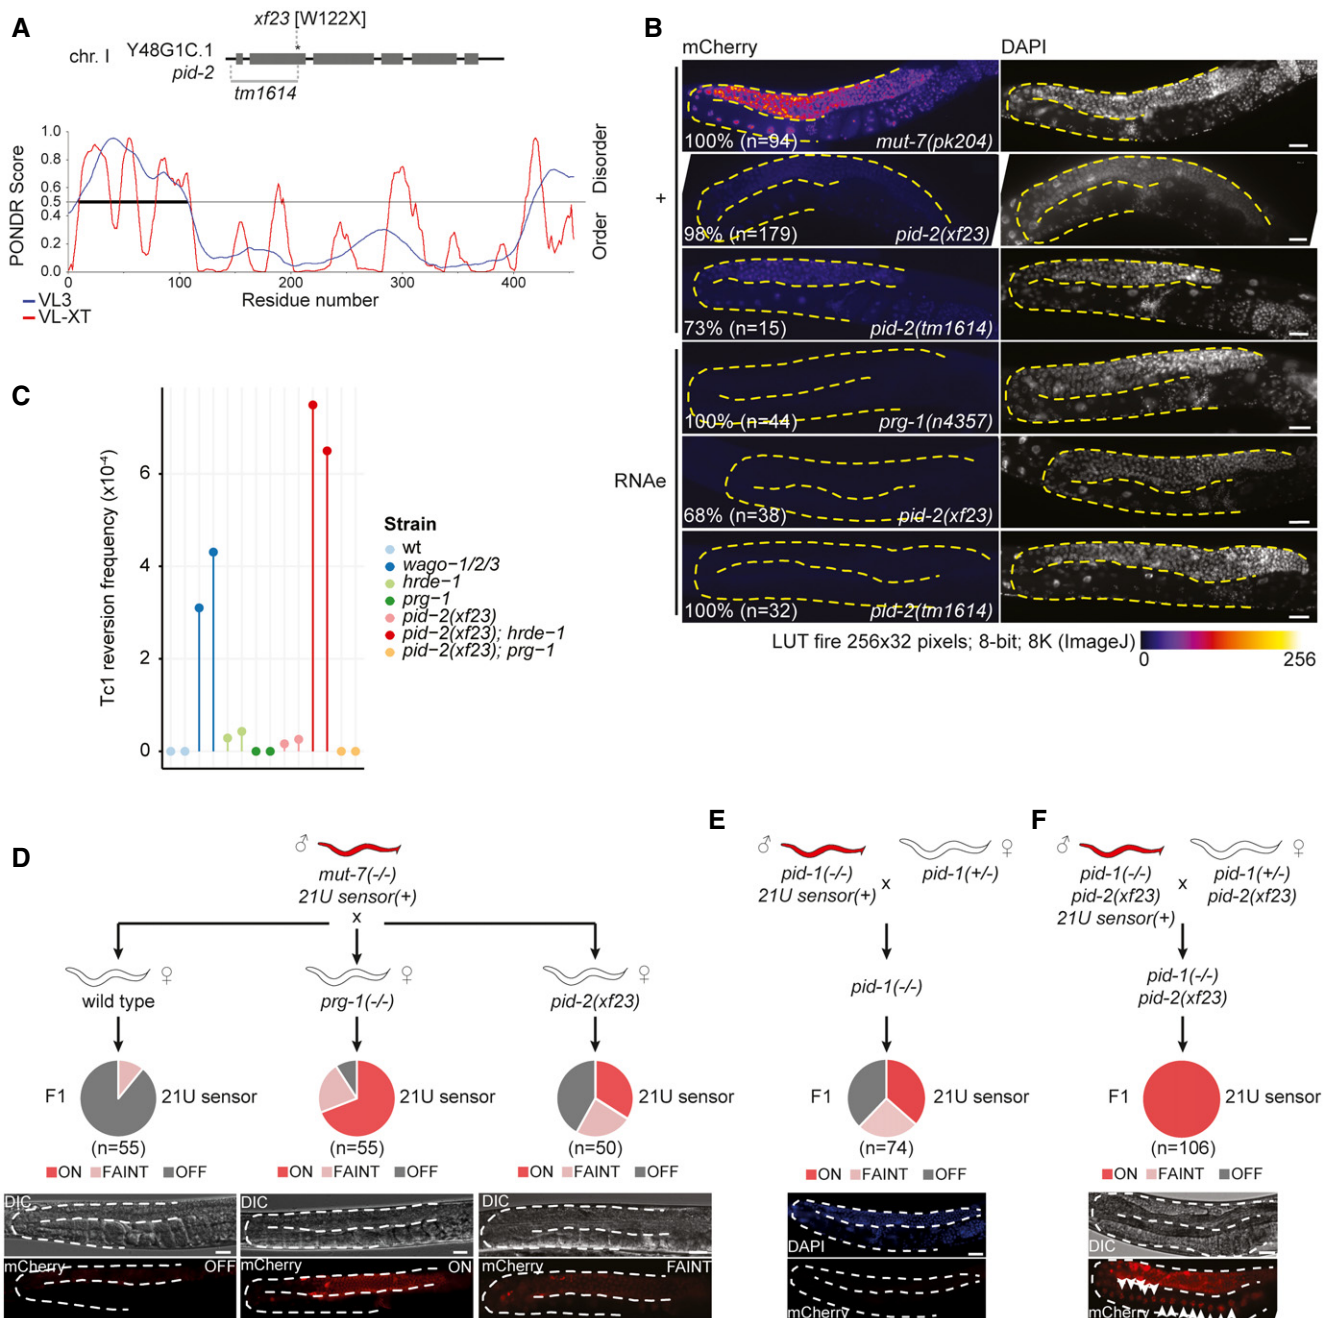 A
xf23 [W122X]
*
chr. I
Y48G1C.1
pid-2
tm1614
PONDR Score
1.0
0.8
0.6
0.5
0.4
0.2
0.0
Disorder
Order
0
100
200
300
400
Residue number
VL3
VL-XT
B
mCherry
DAPI
+
100% (n=94)
mut-7(pk204)
98% (n=179)
pid-2(xf23)
73% (n=15)
pid-2(tm1614)
RNAe
100% (n=44)
prg-1(n4357)
68% (n=38)
pid-2(xf23)
100% (n=32)
pid-2(tm1614)
LUT fire 256x32 pixels; 8-bit; 8K (ImageJ)
0
256
C
Tc1 reversion frequency (x10⁻⁴)
6
4
2
0
Strain
wt
wago−1/2/3
hrde−1
prg−1
pid−2(xf23)
pid−2(xf23); hrde−1
pid−2(xf23); prg−1
D
♂
mut-7(-/-)
21U sensor(+)
x
♀
wild type
♀
prg-1(-/-)
♀
pid-2(xf23)
F1
21U sensor
21U sensor
21U sensor
(n=55)
(n=55)
(n=50)
ON FAINT OFF
ON FAINT OFF
ON FAINT OFF
DIC
DIC
DIC
mCherry
OFF
mCherry
ON
mCherry
FAINT
E
♂
♀
pid-1(-/-)
21U sensor(+)
x
pid-1(+/-)
pid-1(-/-)
F1
21U sensor
(n=74)
ON FAINT OFF
DAPI
mCherry
F
♂
♀
pid-1(-/-)
pid-2(xf23)
21U sensor(+)
x
pid-1(+/-)
pid-2(xf23)
pid-1(-/-)
pid-2(xf23)
F1
21U sensor
(n=106)
ON FAINT OFF
DIC
mCherry